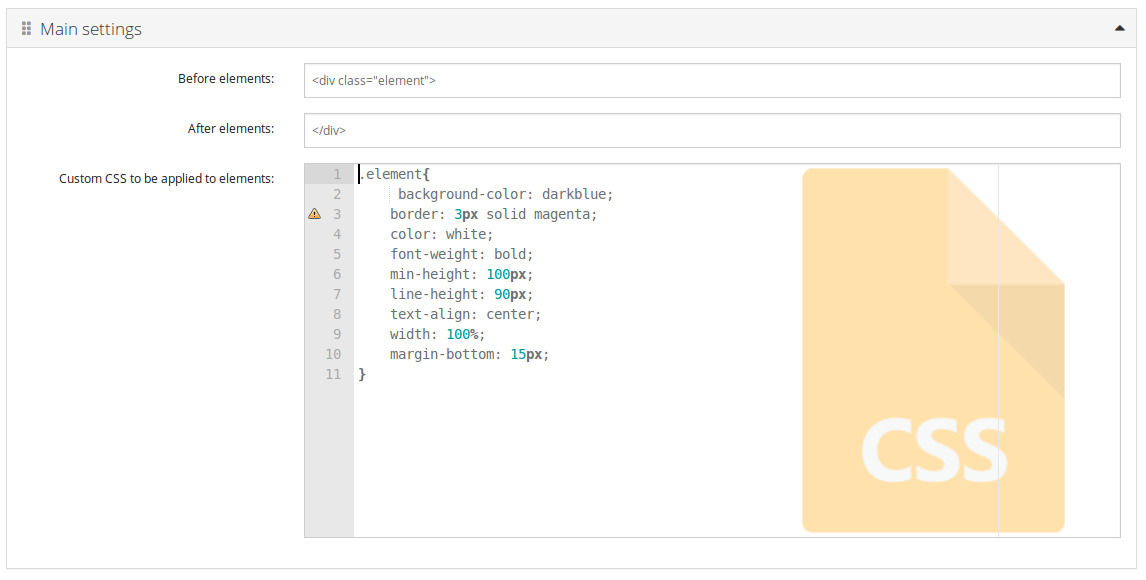 Main settings
Before elements:
<div class="element">
After elements:
</div>
Custom CSS to be applied to elements:
1 .element{
2 background-color: darkblue;
3 border: 3px solid magenta;
4 color: white;
5 font-weight: bold;
6 min-height: 100px;
7 line-height: 90px;
8 text-align: center;
9 width: 100%;
10 margin-bottom: 15px;
11 }
CSS